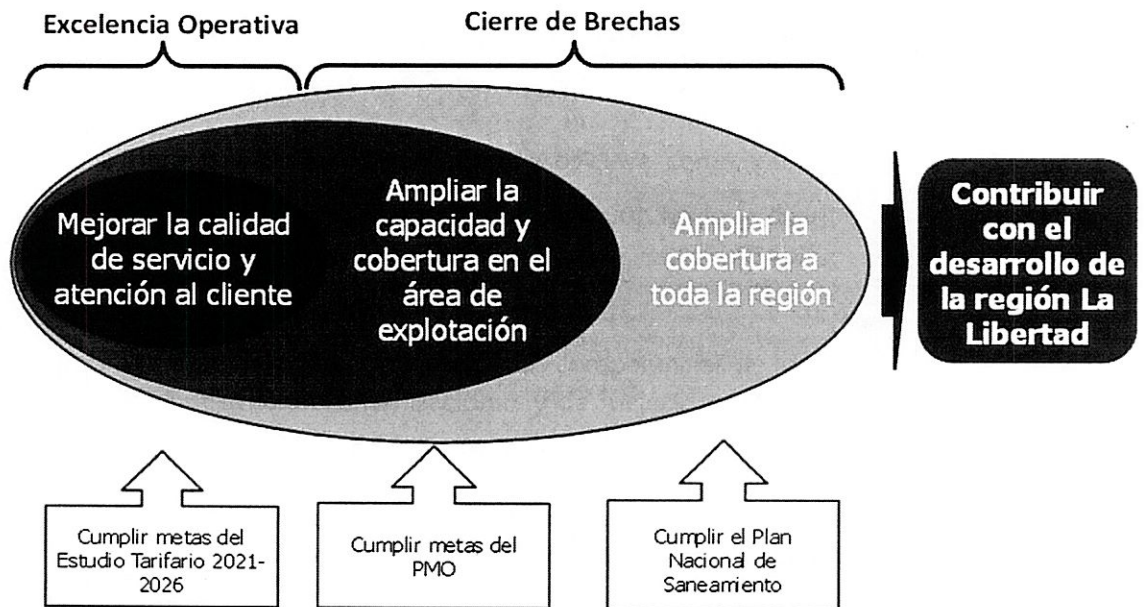 Excelencia Operativa
Cierre de Brechas
Mejorar la calidad
de servicio y
atención al cliente
Ampliar la
capacidad y
cobertura en el
área de
explotación
Ampliar la
cobertura a
toda la región
Contribuir
con el
desarrollo de
la región La
Libertad
Cumplir metas del
Estudio Tarifario 2021-
2026
Cumplir metas del
PMO
Cumplir el Plan
Nacional de
Saneamiento